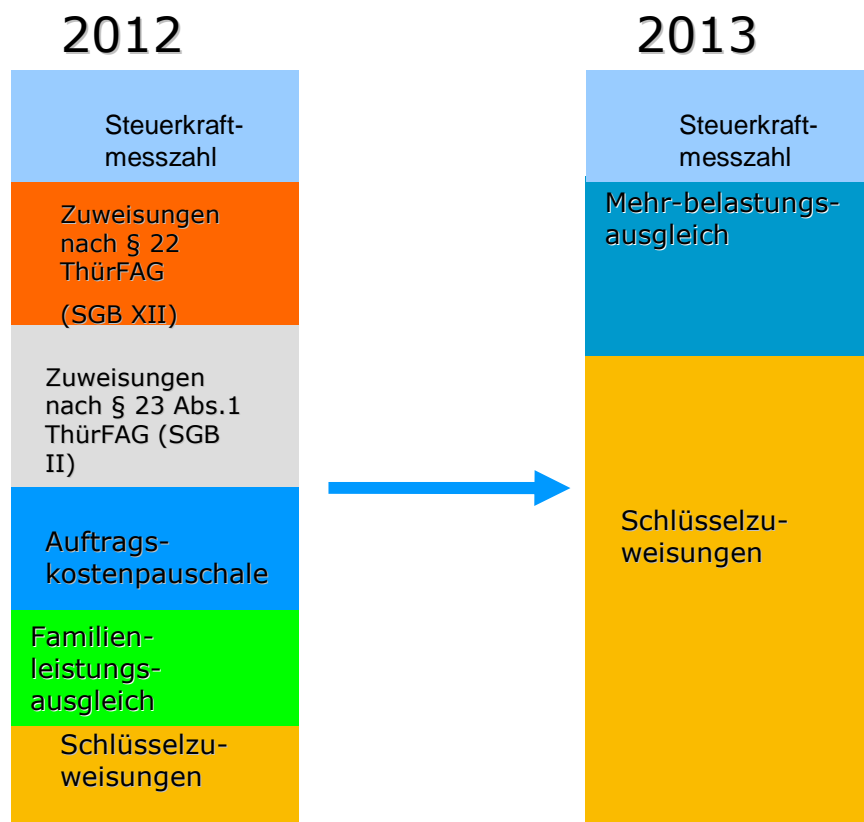 2012
Steuerkraft-
messzahl
Zuweisungen
nach § 22
ThürFAG
(SGB XII)
Zuweisungen
nach § 23 Abs.1
ThürFAG (SGB
II)
Auftrags-
kostenpauschale
Familien-
leistungs-
ausgleich
Schlüsselzu-
weisungen
2013
Steuerkraft-
messzahl
Mehr-belastungs-
ausgleich
Schlüsselzu-
weisungen